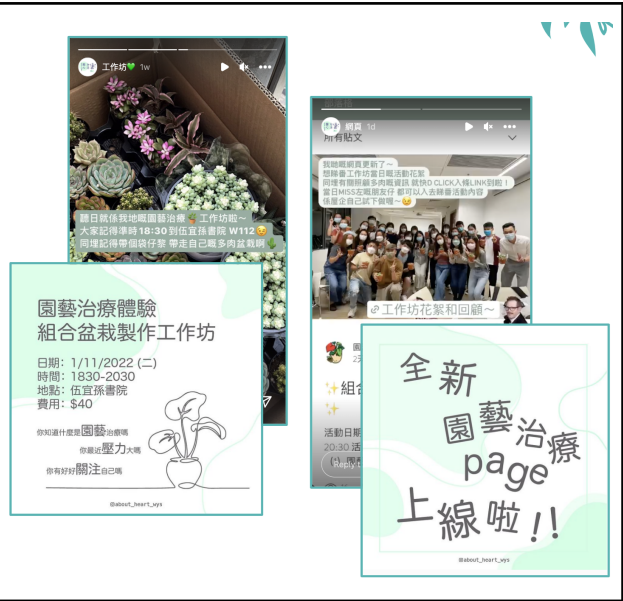 工作坊💚 1w
聽日就係我地嘅園藝治療🪴工作坊啦～
大家記得準時18:30到伍宜孫書院 W112😉
同埋記得帶個袋仔黎 帶走自己嘅多肉盆栽啊🌵
園藝治療體驗
組合盆栽製作工作坊
日期：1/11/2022 (二)
時間：1830-2030
地點：伍宜孫書院
費用：$40
你知道什麼是園藝治療嗎
你最近壓力大嗎
你有好好關注自己嗎
@about_heart_wys
網頁 1d
所有貼文
我哋嘅網頁更新了～
想睇番工作坊當日嘅活動花絮
同埋有關照顧多肉嘅資訊 就快D CLICK入條LINK到啦！
當日MISS左嘅朋友仔 都可以入去睇番活動內容
係屋企自己試下做喔～😉
工作坊花絮和回顧～
✨組合
活動日期
20:30 活
Reply t
全新
園藝治療
page
上線啦!!
@about_heart_wys